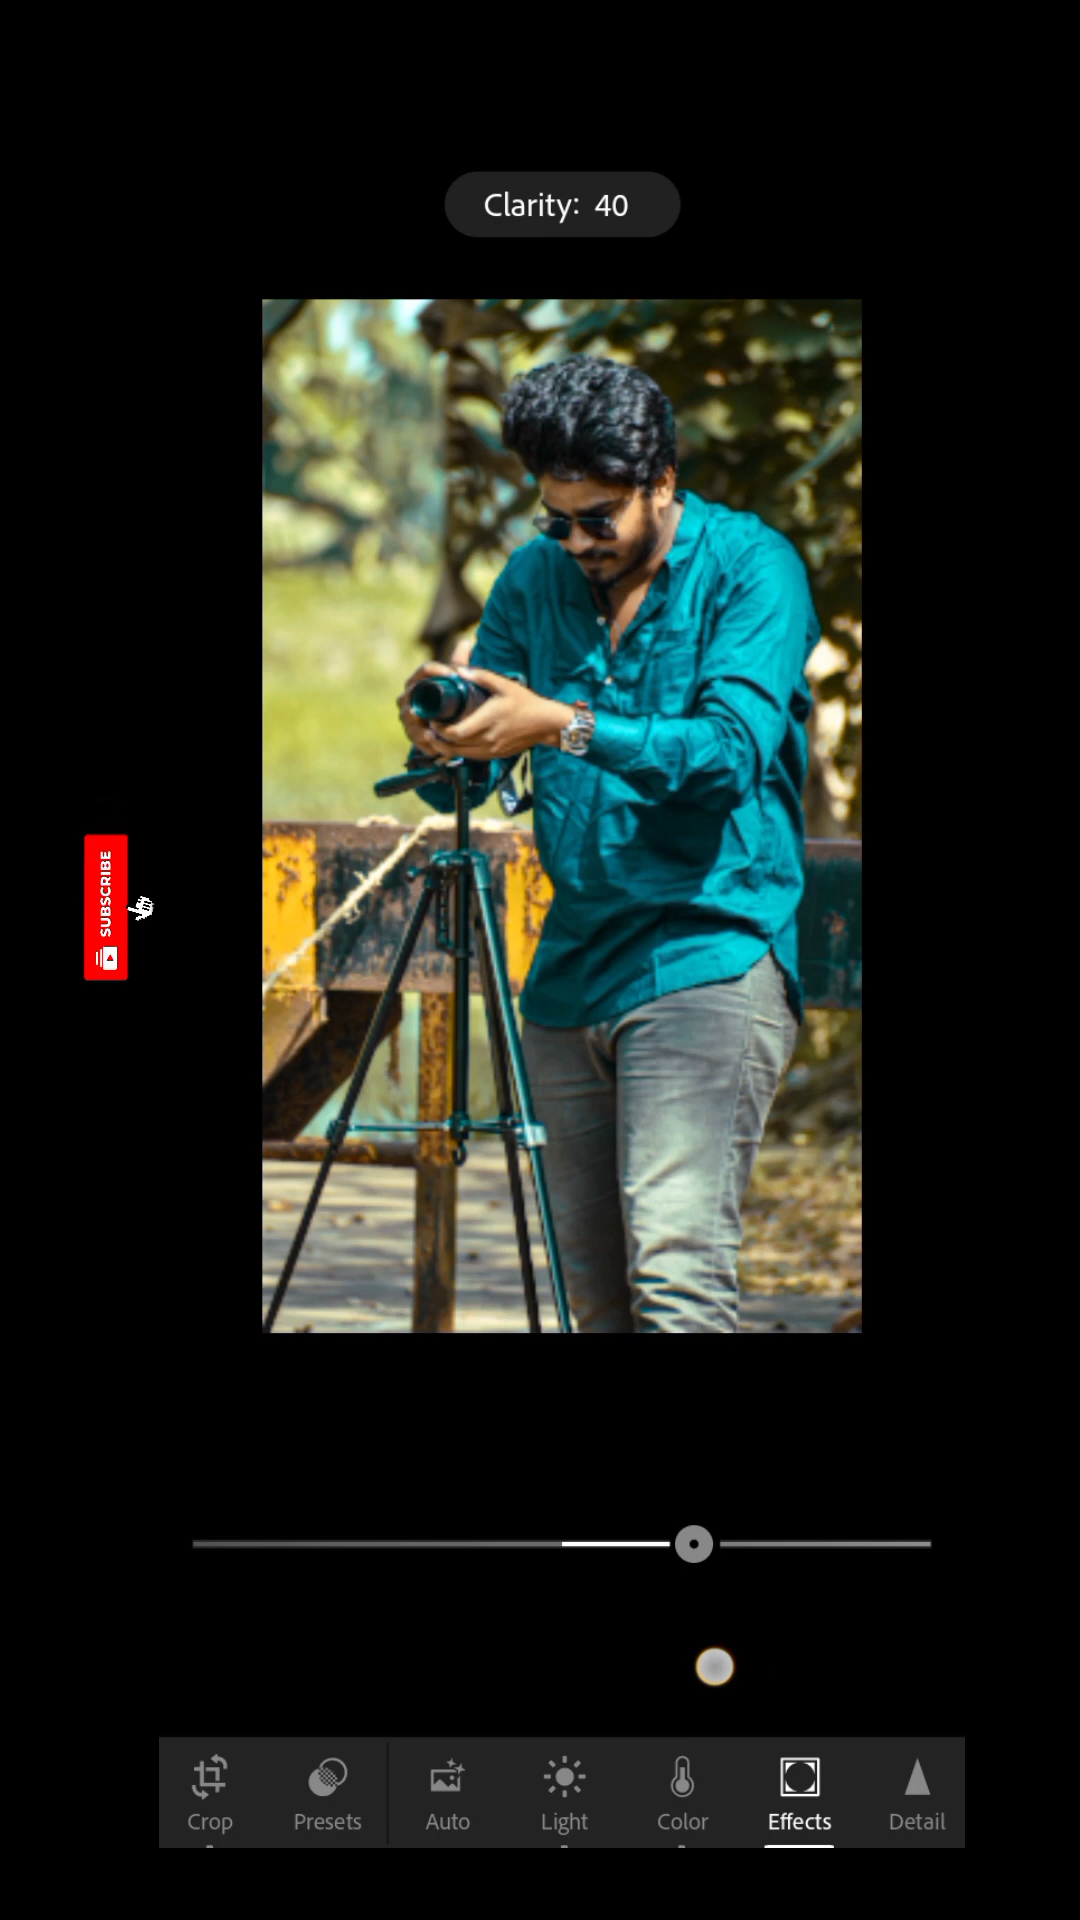 Clarity: 40
SUBSCRIBE
Crop
Presets
Auto
Light
Color
Effects
Detail